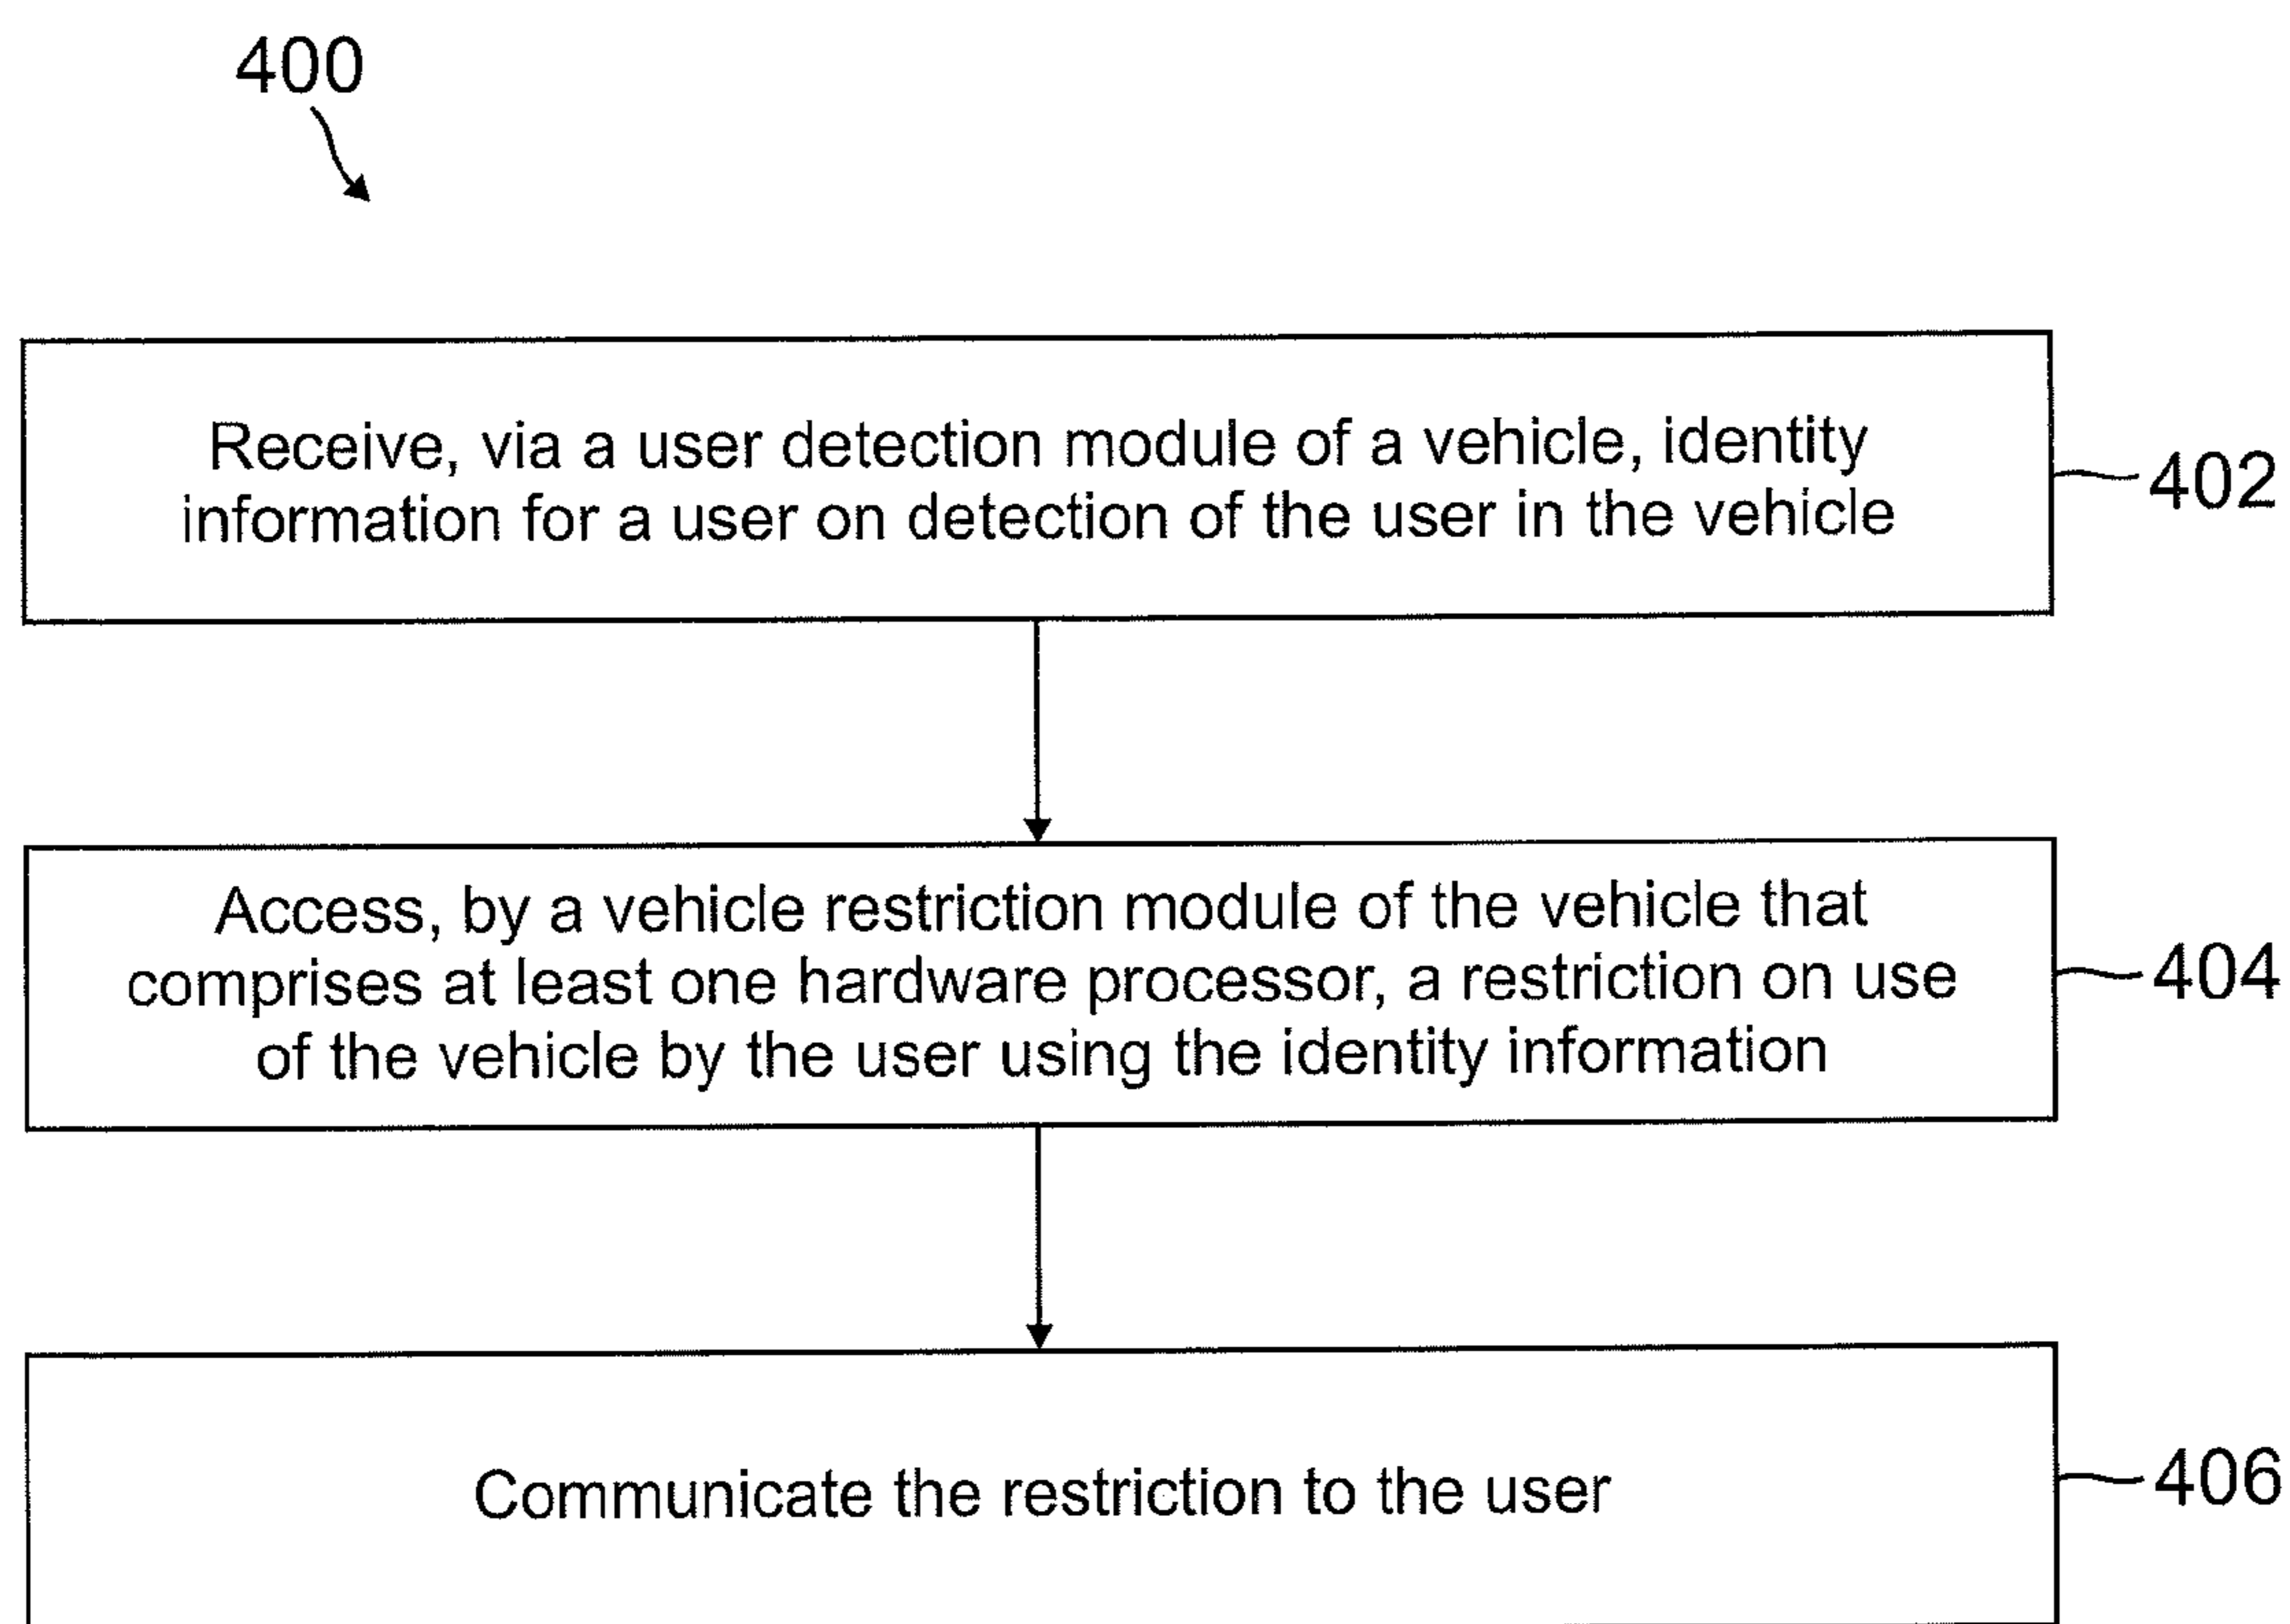 400
Receive, via a user detection module of a vehicle, identity
information for a user on detection of the user in the vehicle
402
Access, by a vehicle restriction module of the vehicle that
comprises at least one hardware processor, a restriction on use
of the vehicle by the user using the identity information
404
Communicate the restriction to the user
406